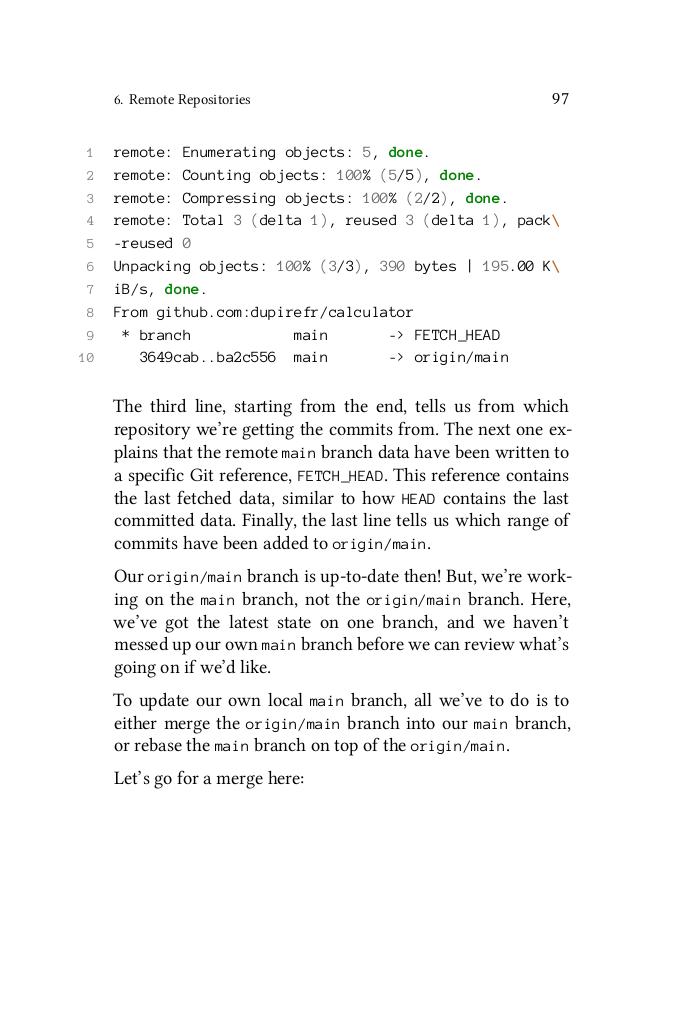 6. Remote Repositories 97
1 remote: Enumerating objects: 5, done.
2 remote: Counting objects: 100% (5/5), done.
3 remote: Compressing objects: 100% (2/2), done.
4 remote: Total 3 (delta 1), reused 3 (delta 1), pack\
5 -reused 0
6 Unpacking objects: 100% (3/3), 390 bytes | 195.00 K\
7 iB/s, done.
8 From github.com:dupirefr/calculator
9  * branch            main       -> FETCH_HEAD
10    3649cab..ba2c556  main       -> origin/main
The third line, starting from the end, tells us from which
repository we're getting the commits from. The next one ex-
plains that the remote main branch data have been written to
a specific Git reference, FETCH_HEAD. This reference contains
the last fetched data, similar to how HEAD contains the last
committed data. Finally, the last line tells us which range of
commits have been added to origin/main.
Our origin/main branch is up-to-date then! But, we're work-
ing on the main branch, not the origin/main branch. Here,
we've got the latest state on one branch, and we haven't
messed up our own main branch before we can review what's
going on if we'd like.
To update our own local main branch, all we've to do is to
either merge the origin/main branch into our main branch,
or rebase the main branch on top of the origin/main.
Let's go for a merge here: